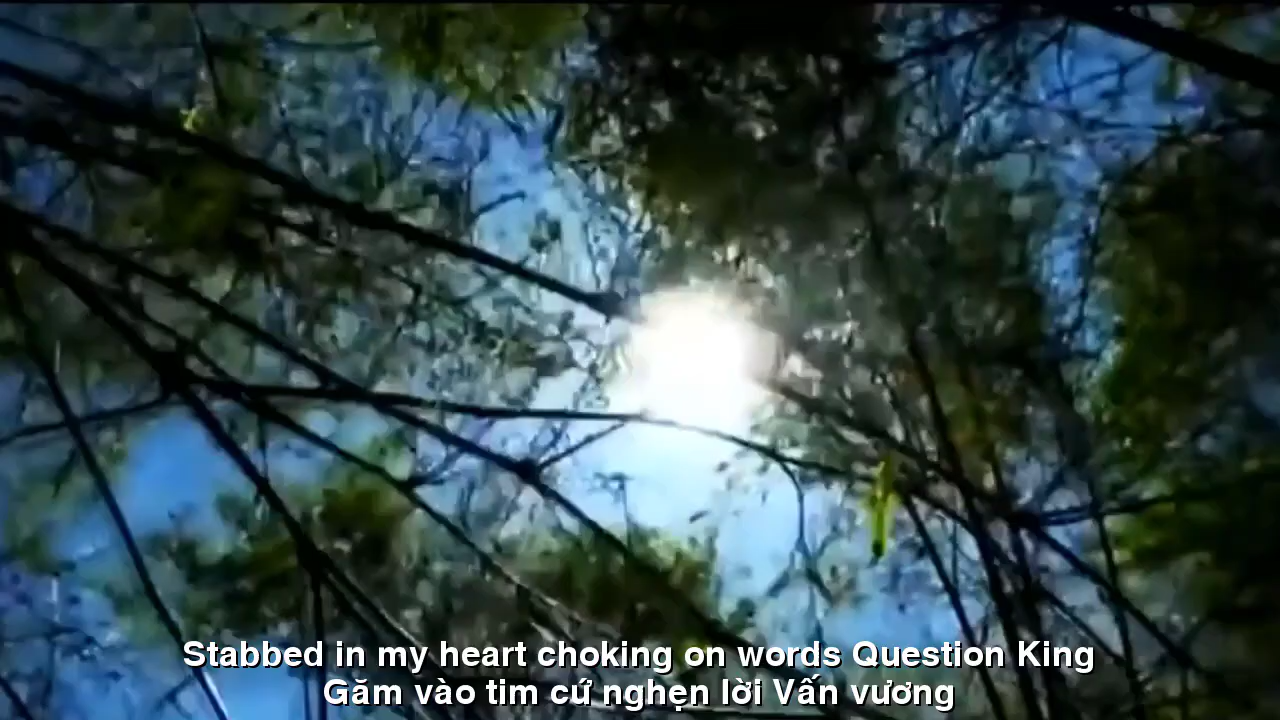 Stabbed in my heart choking on words Question King
Găm vào tim cứ nghẹn lời Vấn vương